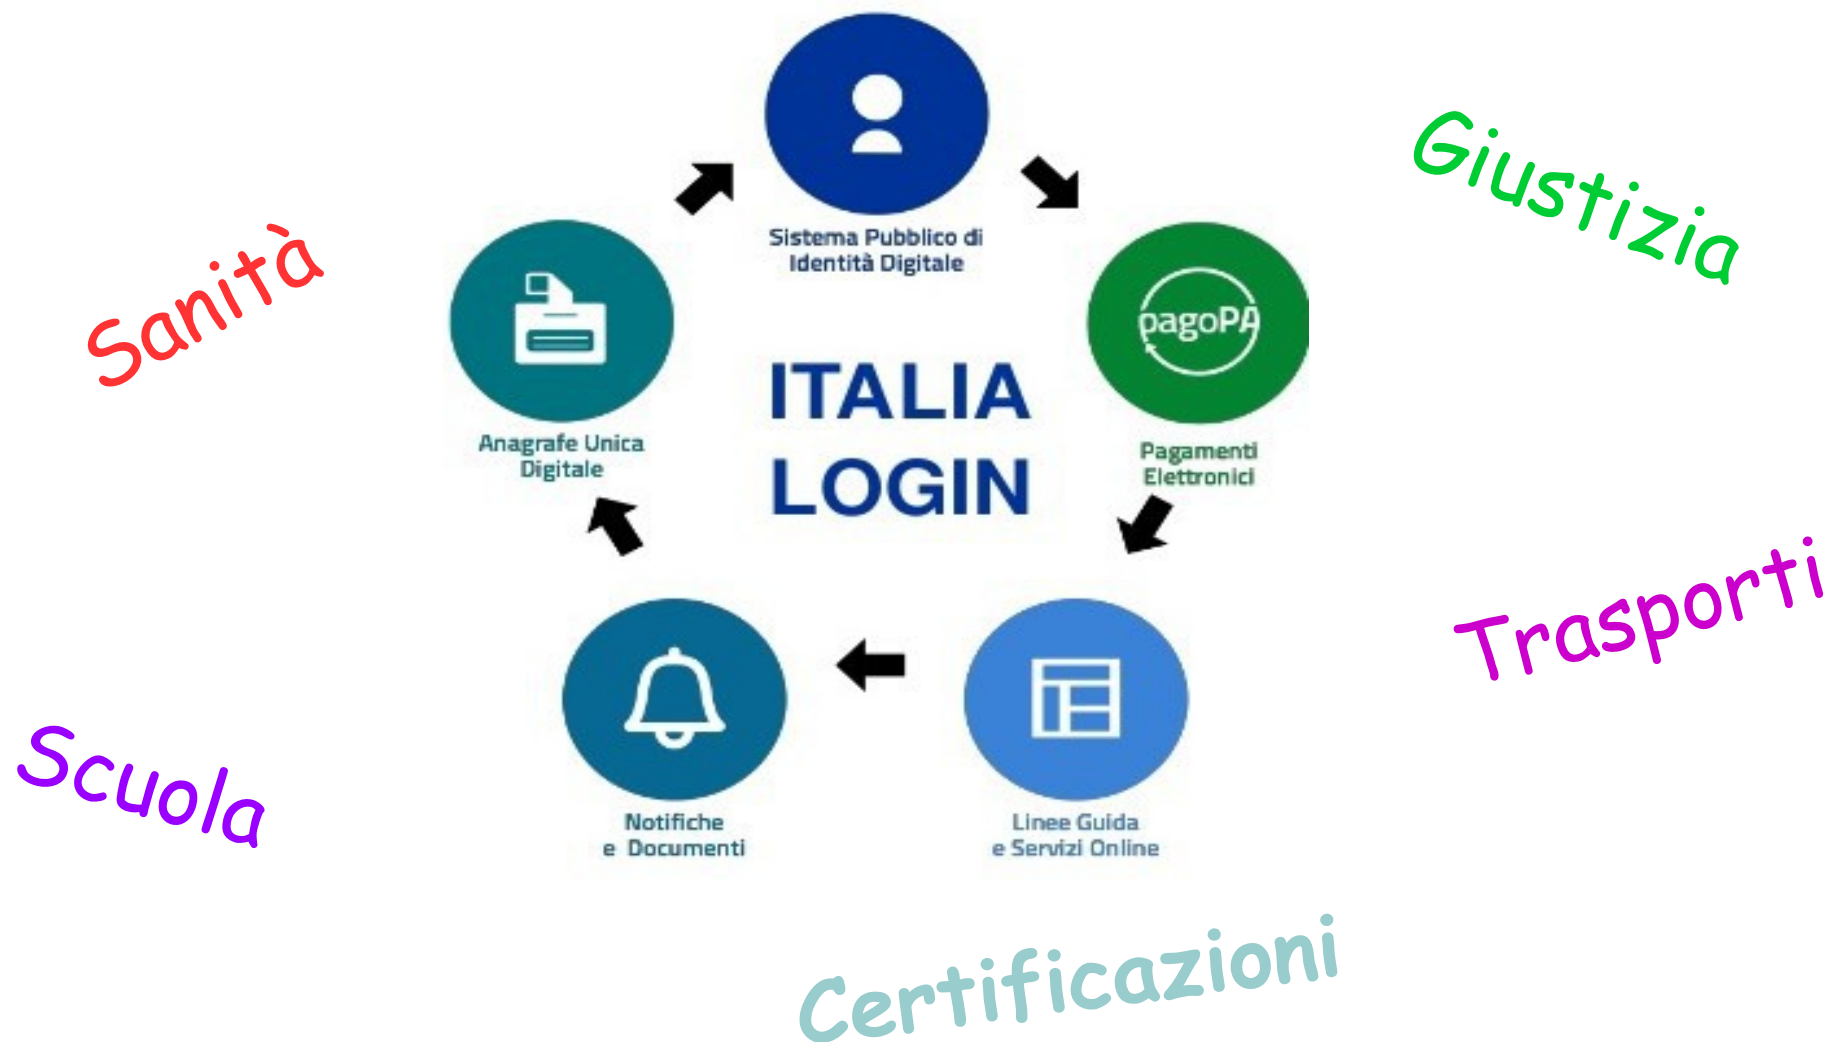 Giustizia
Sanità
Sistema Pubblico di
Identità Digitale
pagoPA
ITALIA
LOGIN
Anagrafe Unica
Digitale
Pagamenti
Elettronici
Trasporti
Scuola
Notifiche
e Documenti
Linee Guida
e Servizi Online
Certificazioni